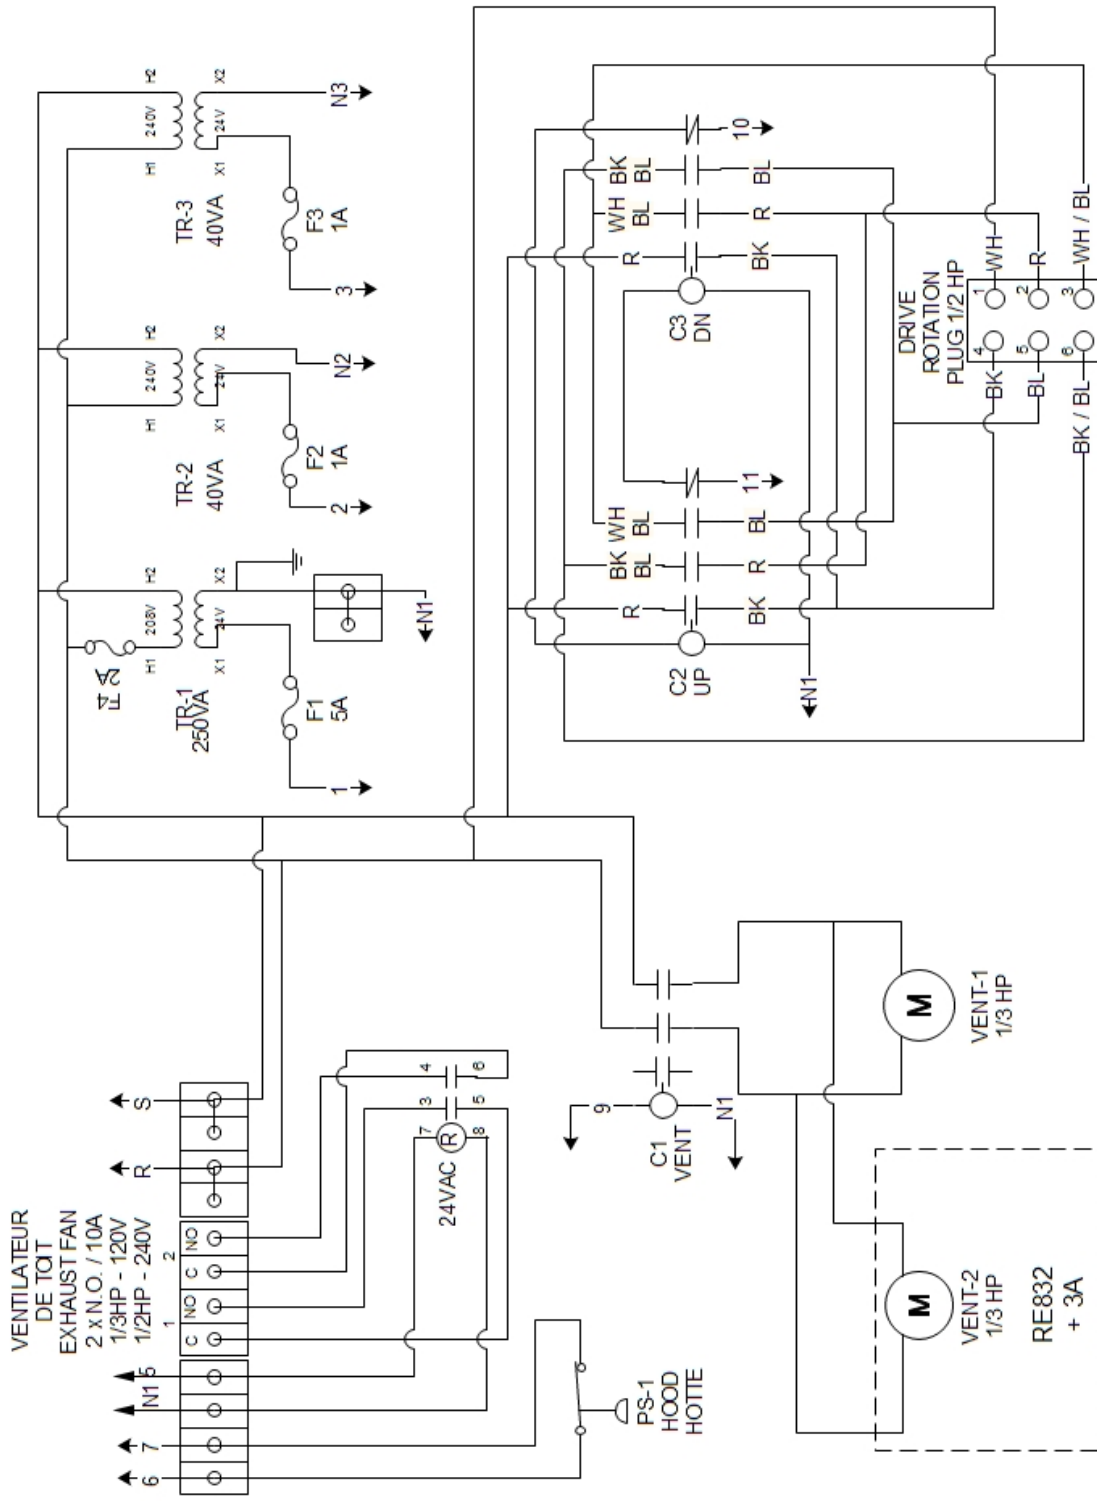 H2
240V
H1
X2
24V
X1
TR-3
40VA
F3
1A
N3
3
H2
240V
H1
X2
24V
X1
TR-2
40VA
F2
1A
N2
2
H2
208V
H1
X2
24V
X1
TR-1
250VA
F1
5A
N1
1
10
BK
BL
BL
WH
BL
R
R
BK
C3
DN
11
WH
BL
BL
BK
BL
R
R
BK
C2
UP
N1
DRIVE
ROTATION
PLUG 1/2 HP
WH
R
WH / BL
1
2
3
4
5
6
BK
BL
BK / BL
VENTILATEUR
DE TOIT
EXHAUST FAN
2 x N.O. / 10A
1/3HP - 120V
1/2HP - 240V
S
R
2
NO
C
1
NO
C
5
N1
7
6
4
6
3
5
7
8
R
24VAC
PS-1
HOOD
HOTTE
9
N1
C1
VENT
M
VENT-1
1/3 HP
M
VENT-2
1/3 HP
RE832
+ 3A